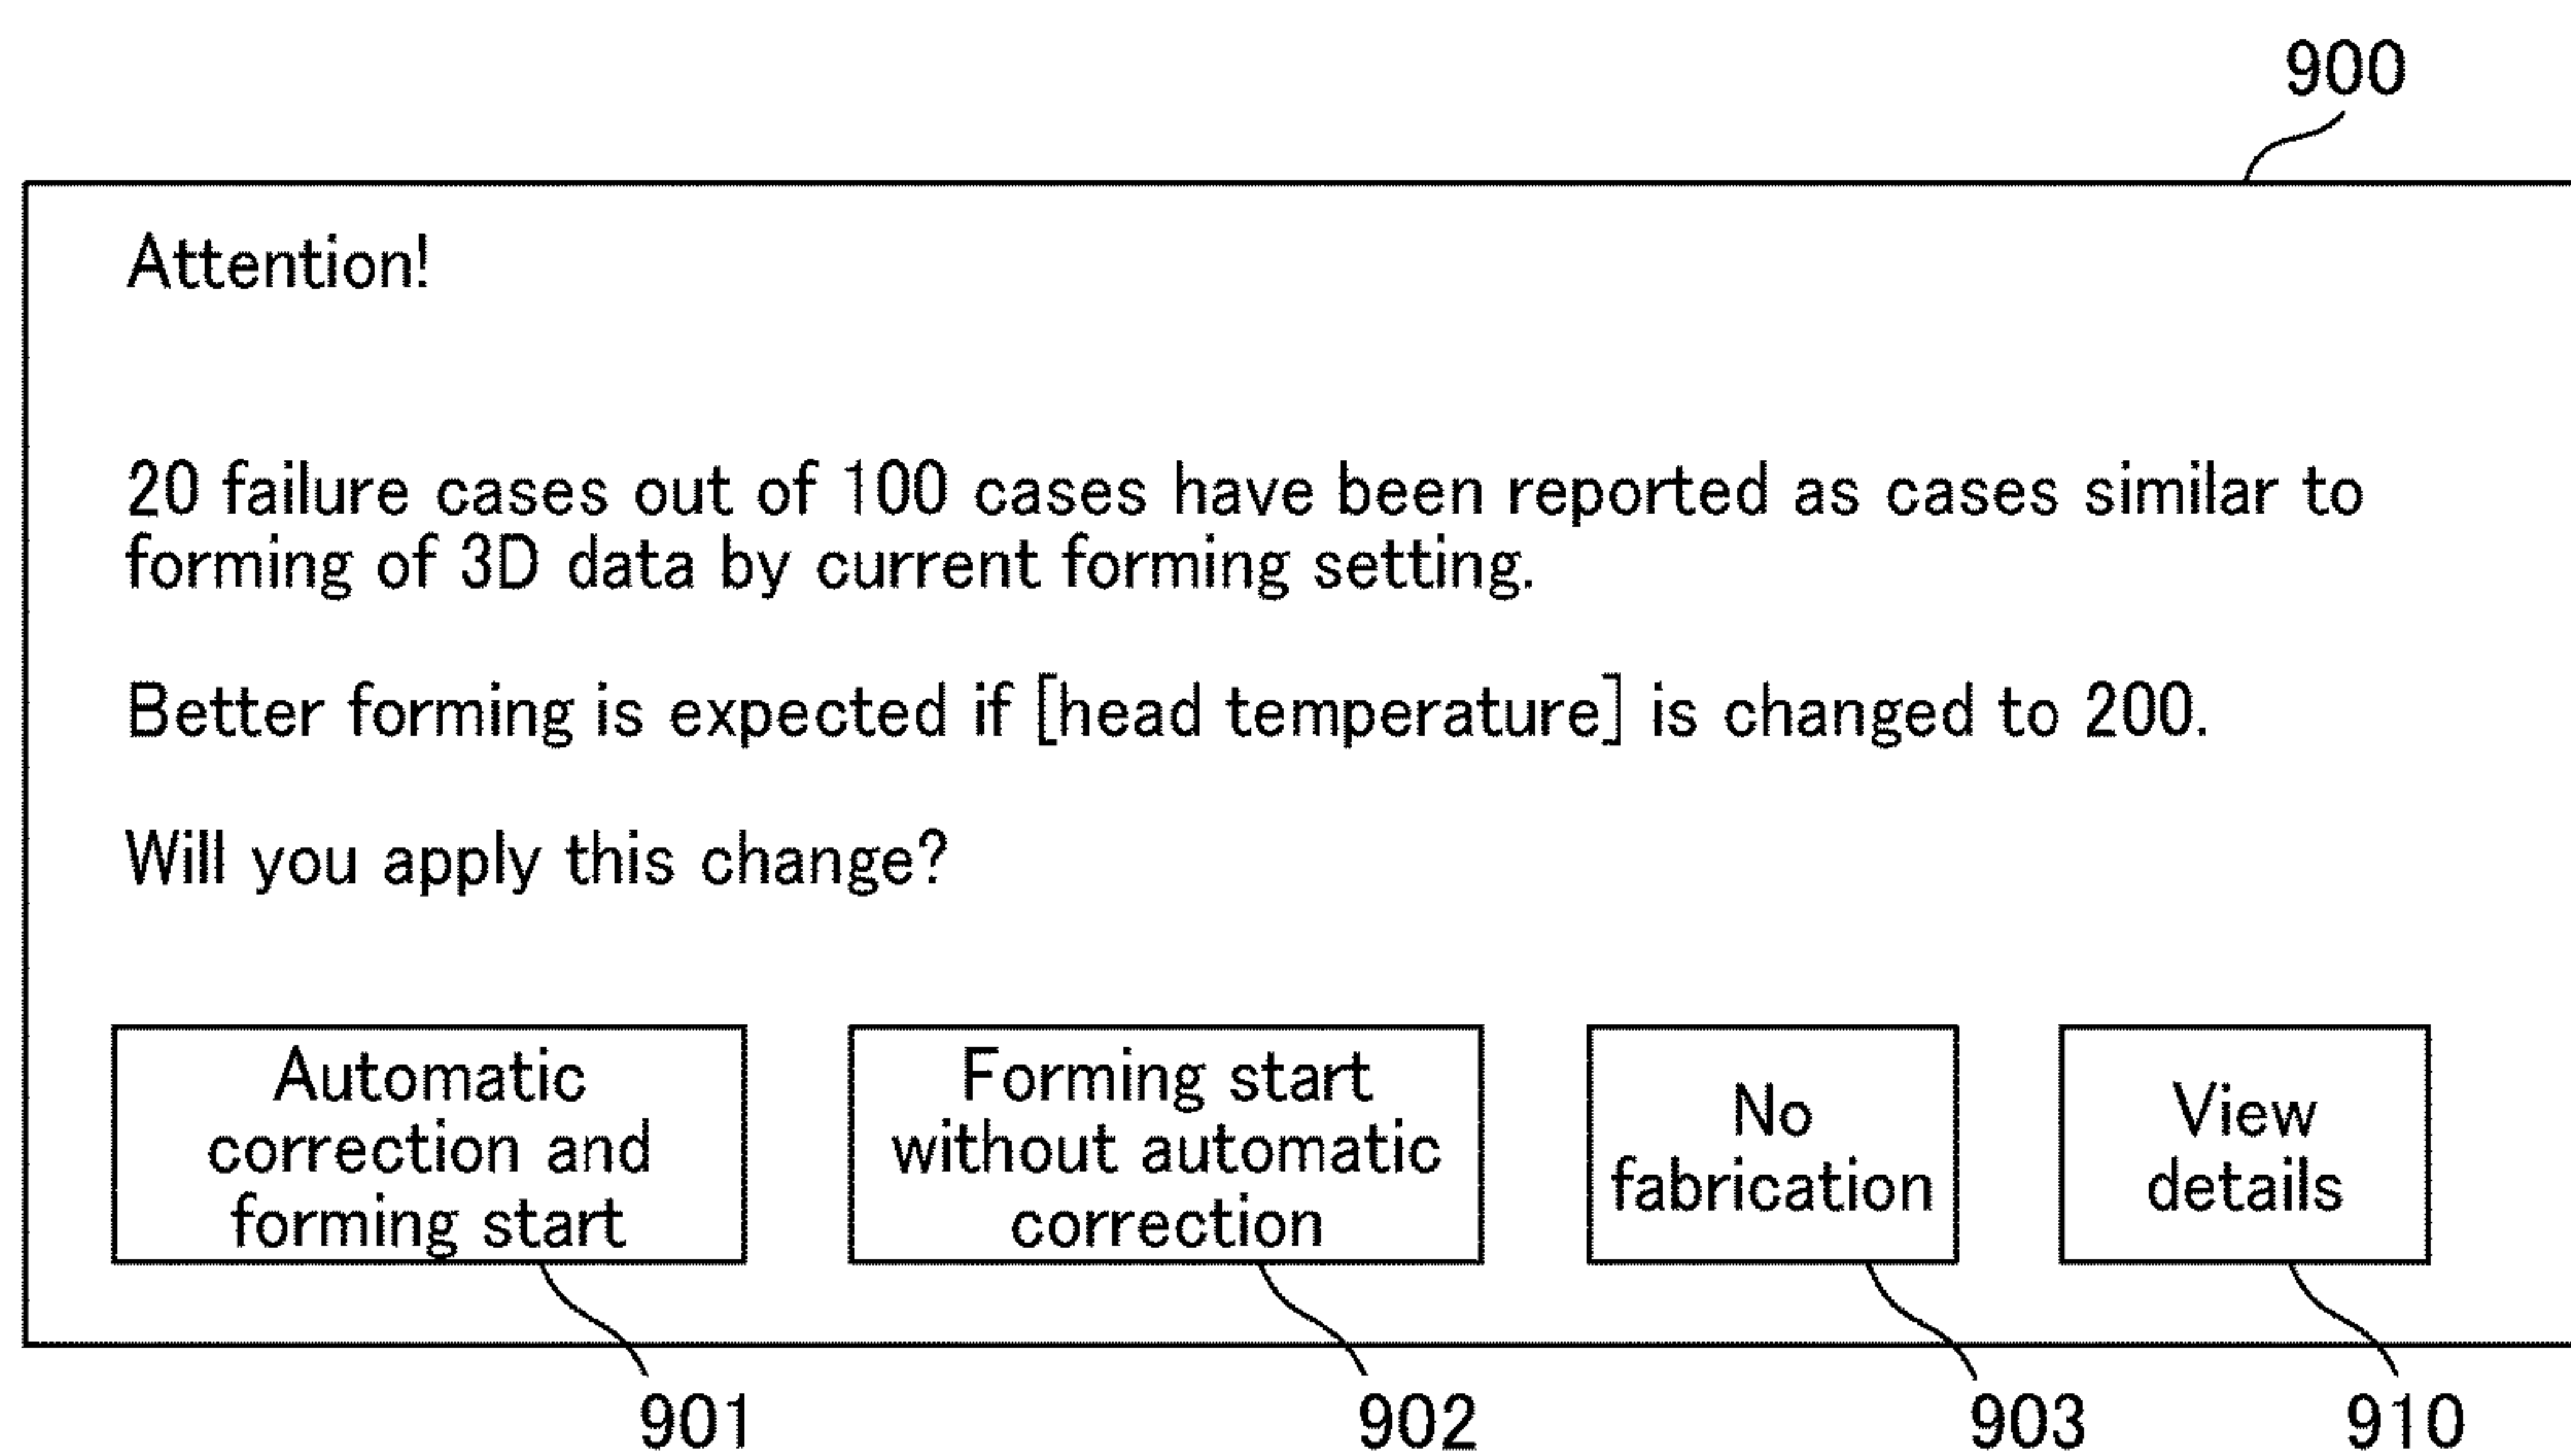 900
Attention!
20 failure cases out of 100 cases have been reported as cases similar to
forming of 3D data by current forming setting.
Better forming is expected if [head temperature] is changed to 200.
Will you apply this change?
Automatic
correction and
forming start
Forming start
without automatic
correction
No
fabrication
View
details
901
902
903
910